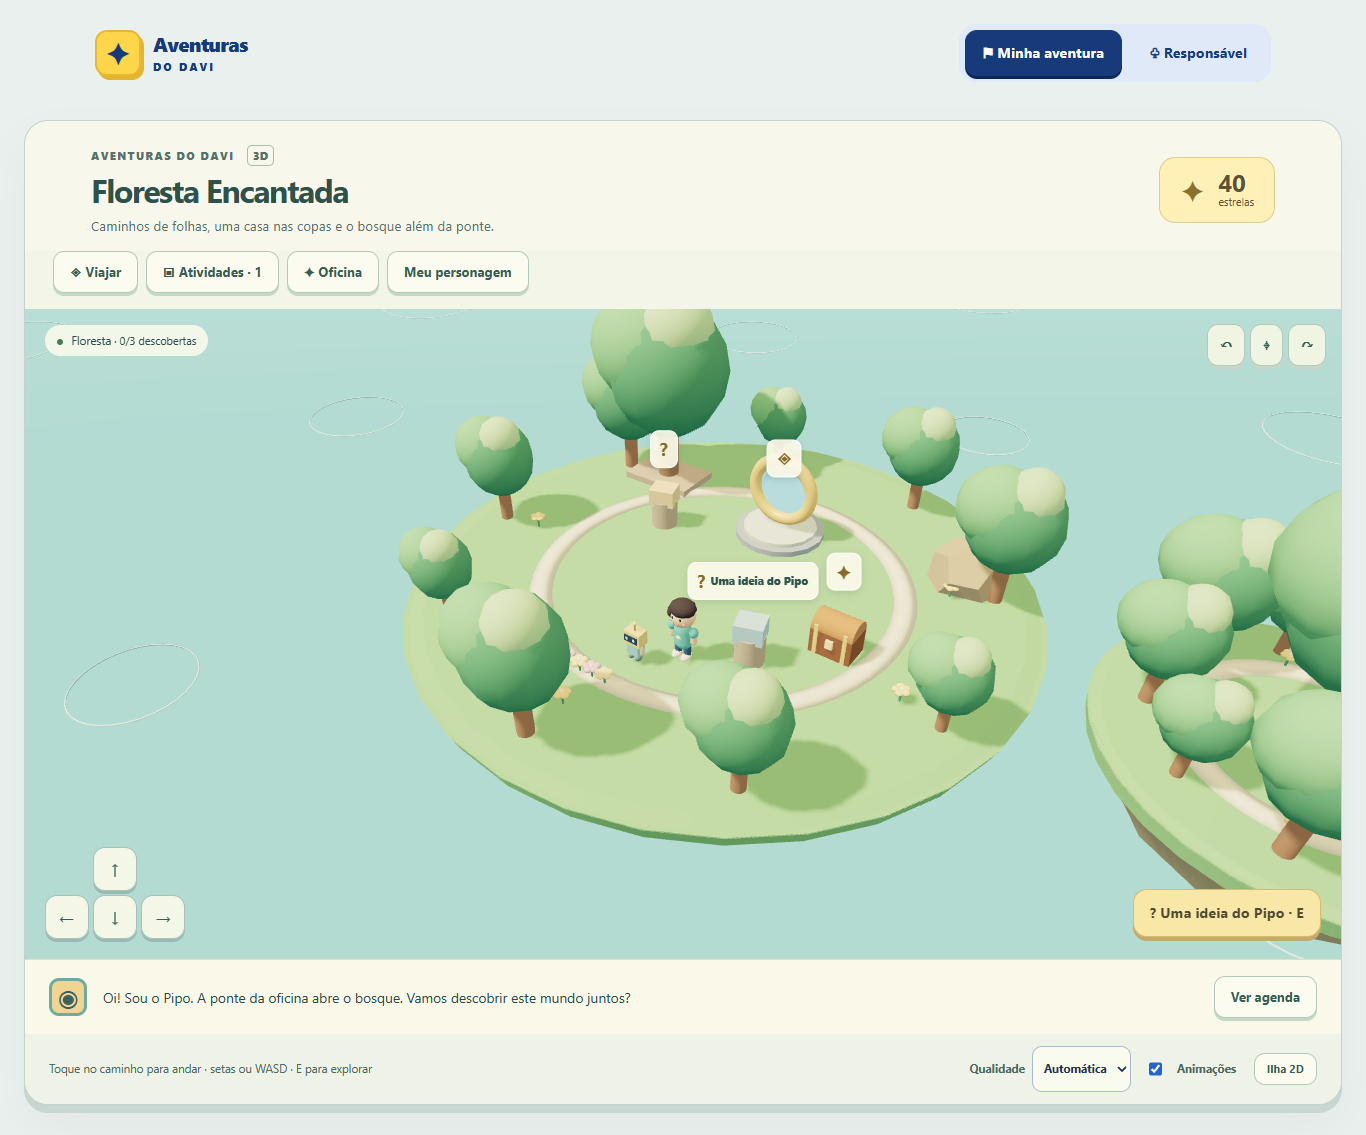 Aventuras
DO DAVI
Minha aventura
Responsável
AVENTURAS DO DAVI 3D
Floresta Encantada
Caminhos de folhas, uma casa nas copas e o bosque além da ponte.
40
estrelas
Viajar
Atividades · 1
Oficina
Meu personagem
Floresta · 0/3 descobertas
?
? Uma ideia do Pipo
? Uma ideia do Pipo · E
Oi! Sou o Pipo. A ponte da oficina abre o bosque. Vamos descobrir este mundo juntos?
Ver agenda
Toque no caminho para andar · setas ou WASD · E para explorar
Qualidade
Automática
Animações
Ilha 2D